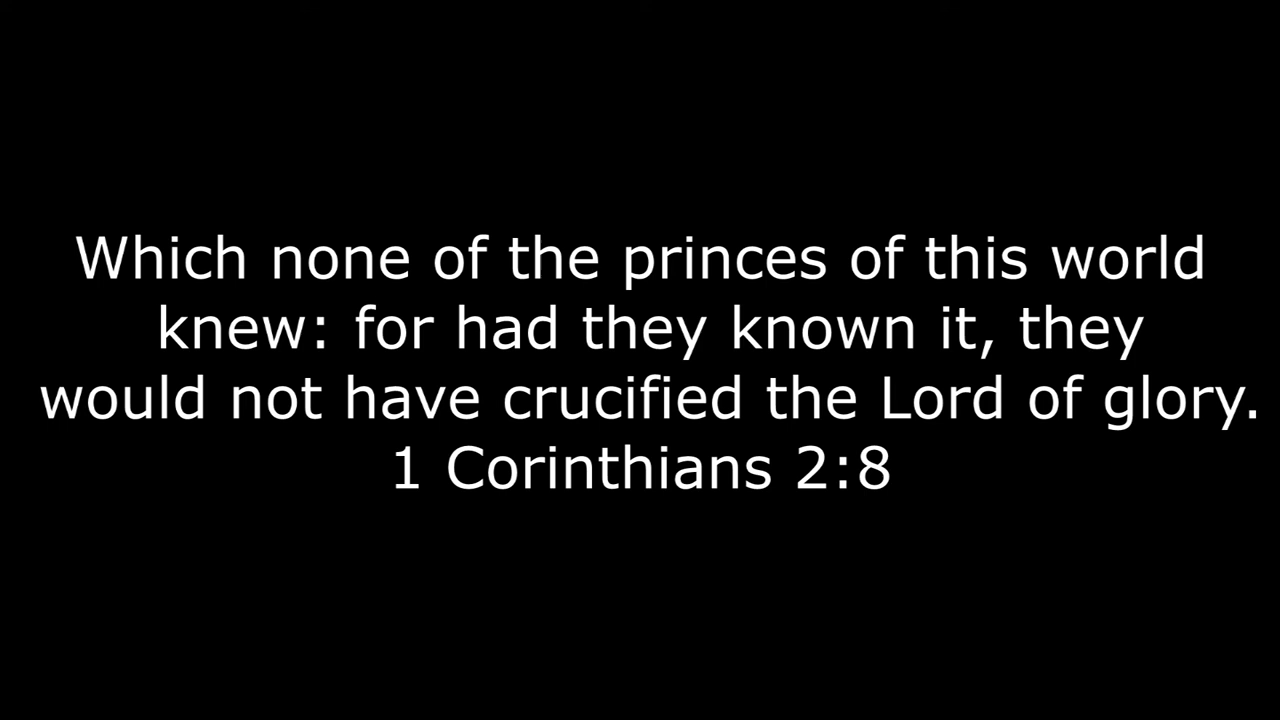 Which none of the princes of this world
knew: for had they known it, they
would not have crucified the Lord of glory.
1 Corinthians 2:8